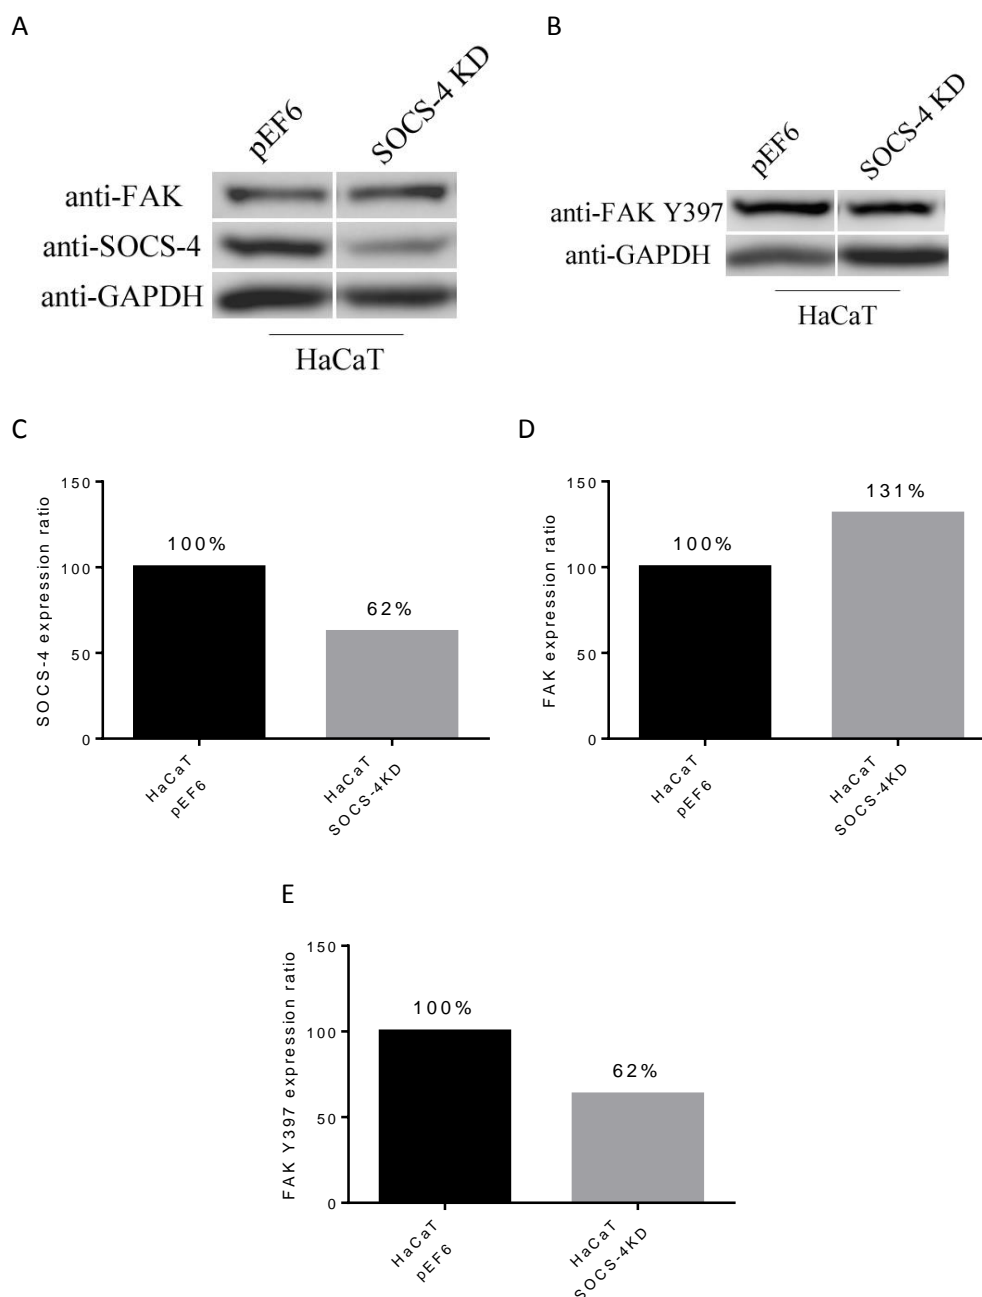 A
B
pEF6
SOCS-4 KD
anti-FAK
anti-SOCS-4
anti-GAPDH
HaCaT
pEF6
SOCS-4 KD
anti-FAK Y397
anti-GAPDH
HaCaT
C
D
SOCS-4 expression ratio
150
100
50
0
100%
62%
HaCaT
pEF6
HaCaT
SOCS-4KD
FAK expression ratio
150
100
50
0
100%
131%
HaCaT
pEF6
HaCaT
SOCS-4KD
E
FAK Y397 expression ratio
150
100
50
0
100%
62%
HaCaT
pEF6
HaCaT
SOCS-4KD